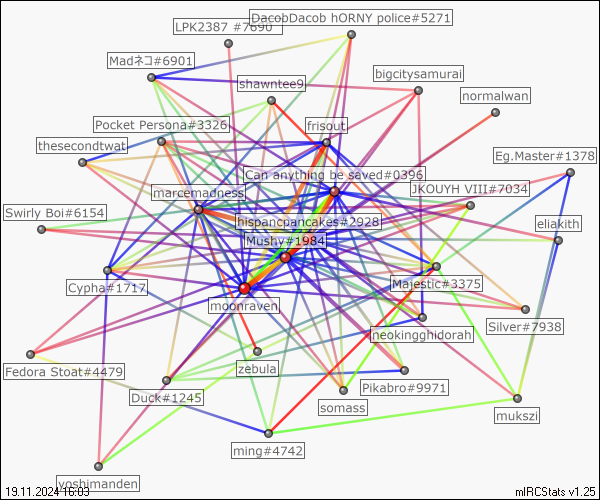 DacobDacob hORNY police#5271
LPK2387 #7690
Madネコ#6901
bigcitysamurai
shawntee9
normalwan
Pocket Persona#3326
frisout
thesecondtwat
Eg.Master#1378
Can anything be saved#0396
marcemadness
JKOUYH VIII#7034
Swirly Boi#6154
hispancpancakes#2928
eliakith
Mushy#1984
Cypha#1717
Majestic#3375
moonraven
Silver#7938
neokingghidorah
Fedora Stoat#4479
zebula
Pikabro#9971
Duck#1245
somass
mukszi
ming#4742
yoshimanden
19.11.2024 16:03
mIRCStats v1.25